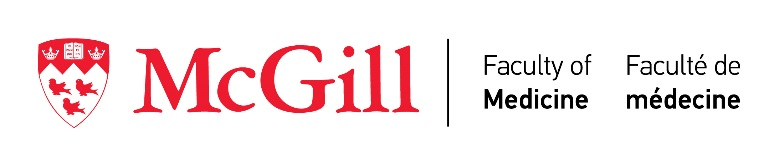 McGill
Faculty of
Medicine
Faculté de
médecine